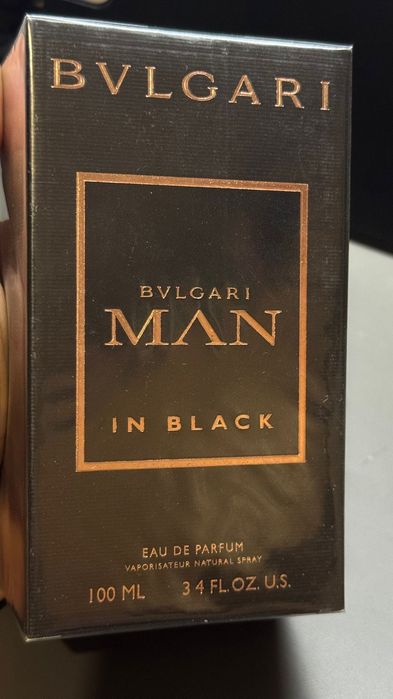 BVLGARI
BVLGARI
MAN
IN BLACK
EAU DE PARFUM
VAPORISATEUR NATURAL SPRAY
100 ML 3 4 FL. OZ. U.S.